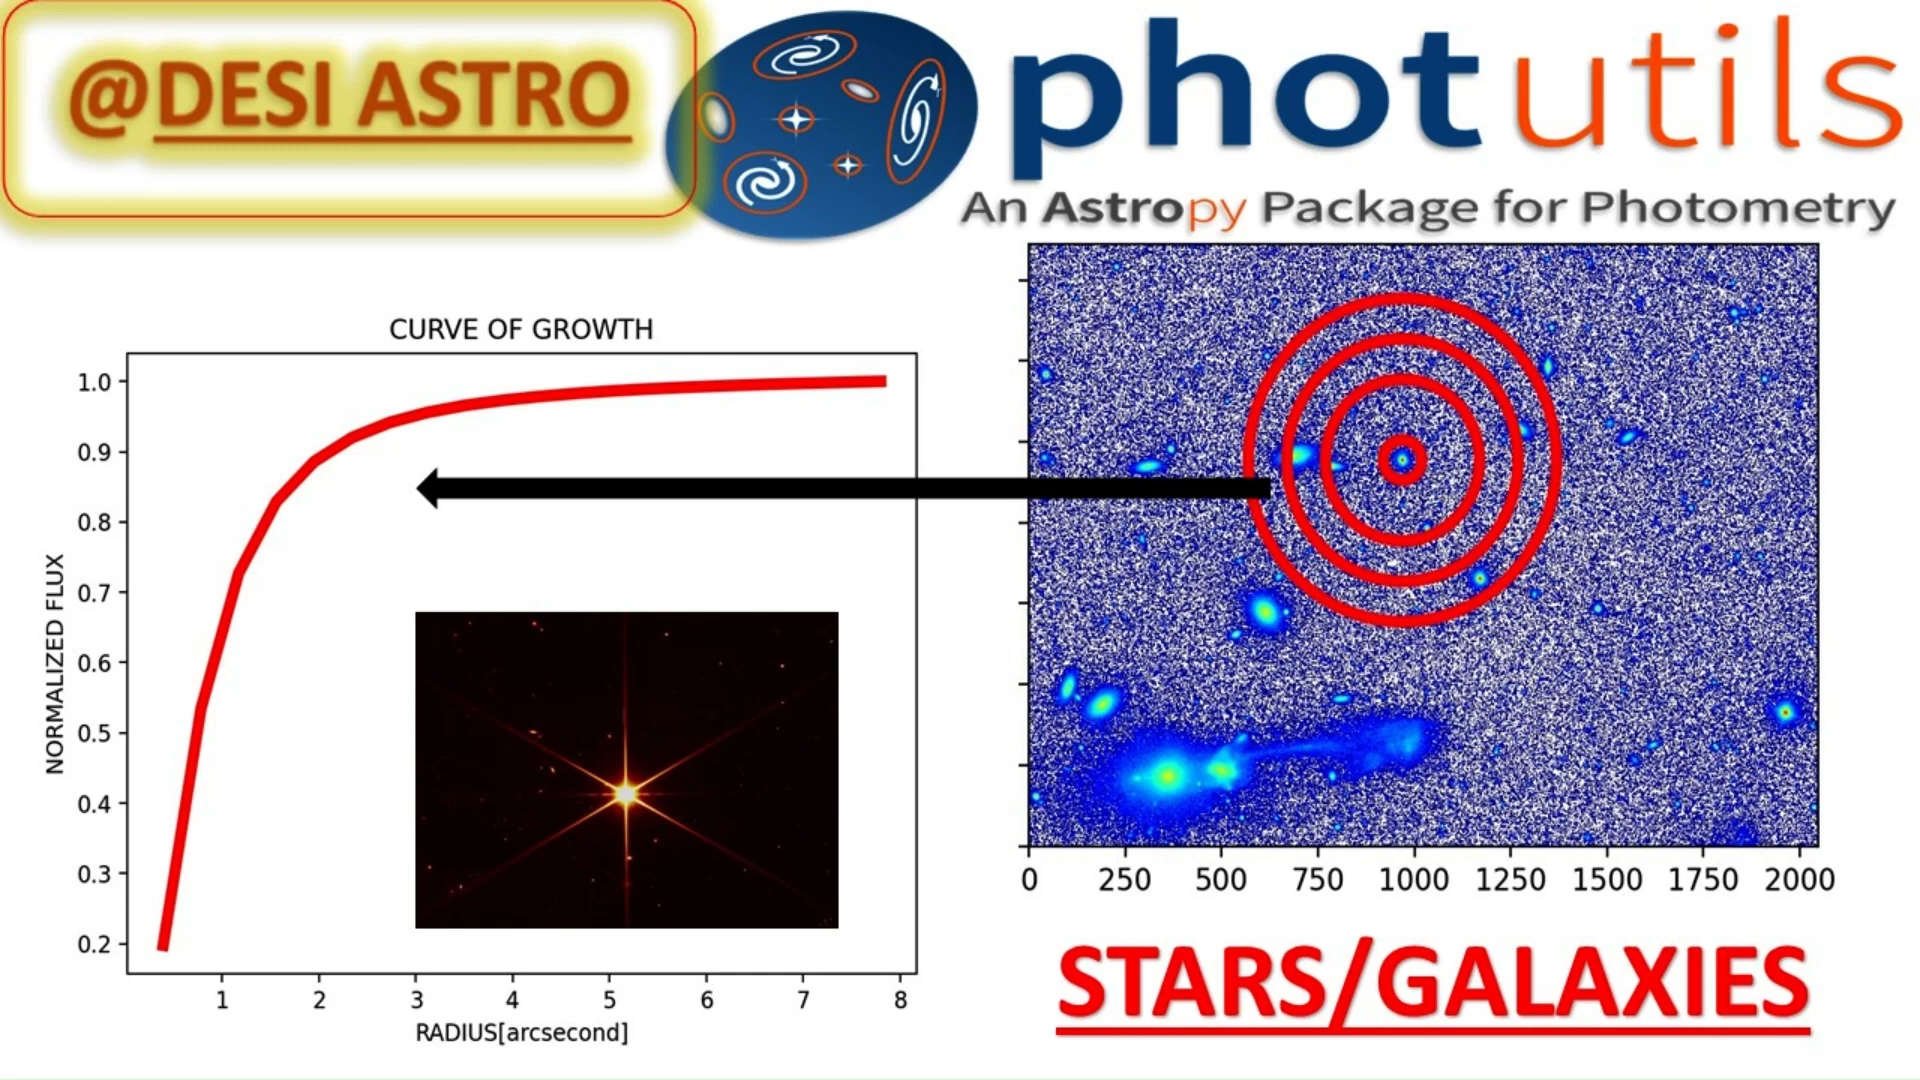 @DESI ASTRO
photutils
An Astropy Package for Photometry
CURVE OF GROWTH
1.0
0.9
0.8
0.7
0.6
0.5
0.4
0.3
0.2
NORMALIZED FLUX
1 2 3 4 5 6 7 8
RADIUS[arcsecond]
0 250 500 750 1000 1250 1500 1750 2000
STARS/GALAXIES